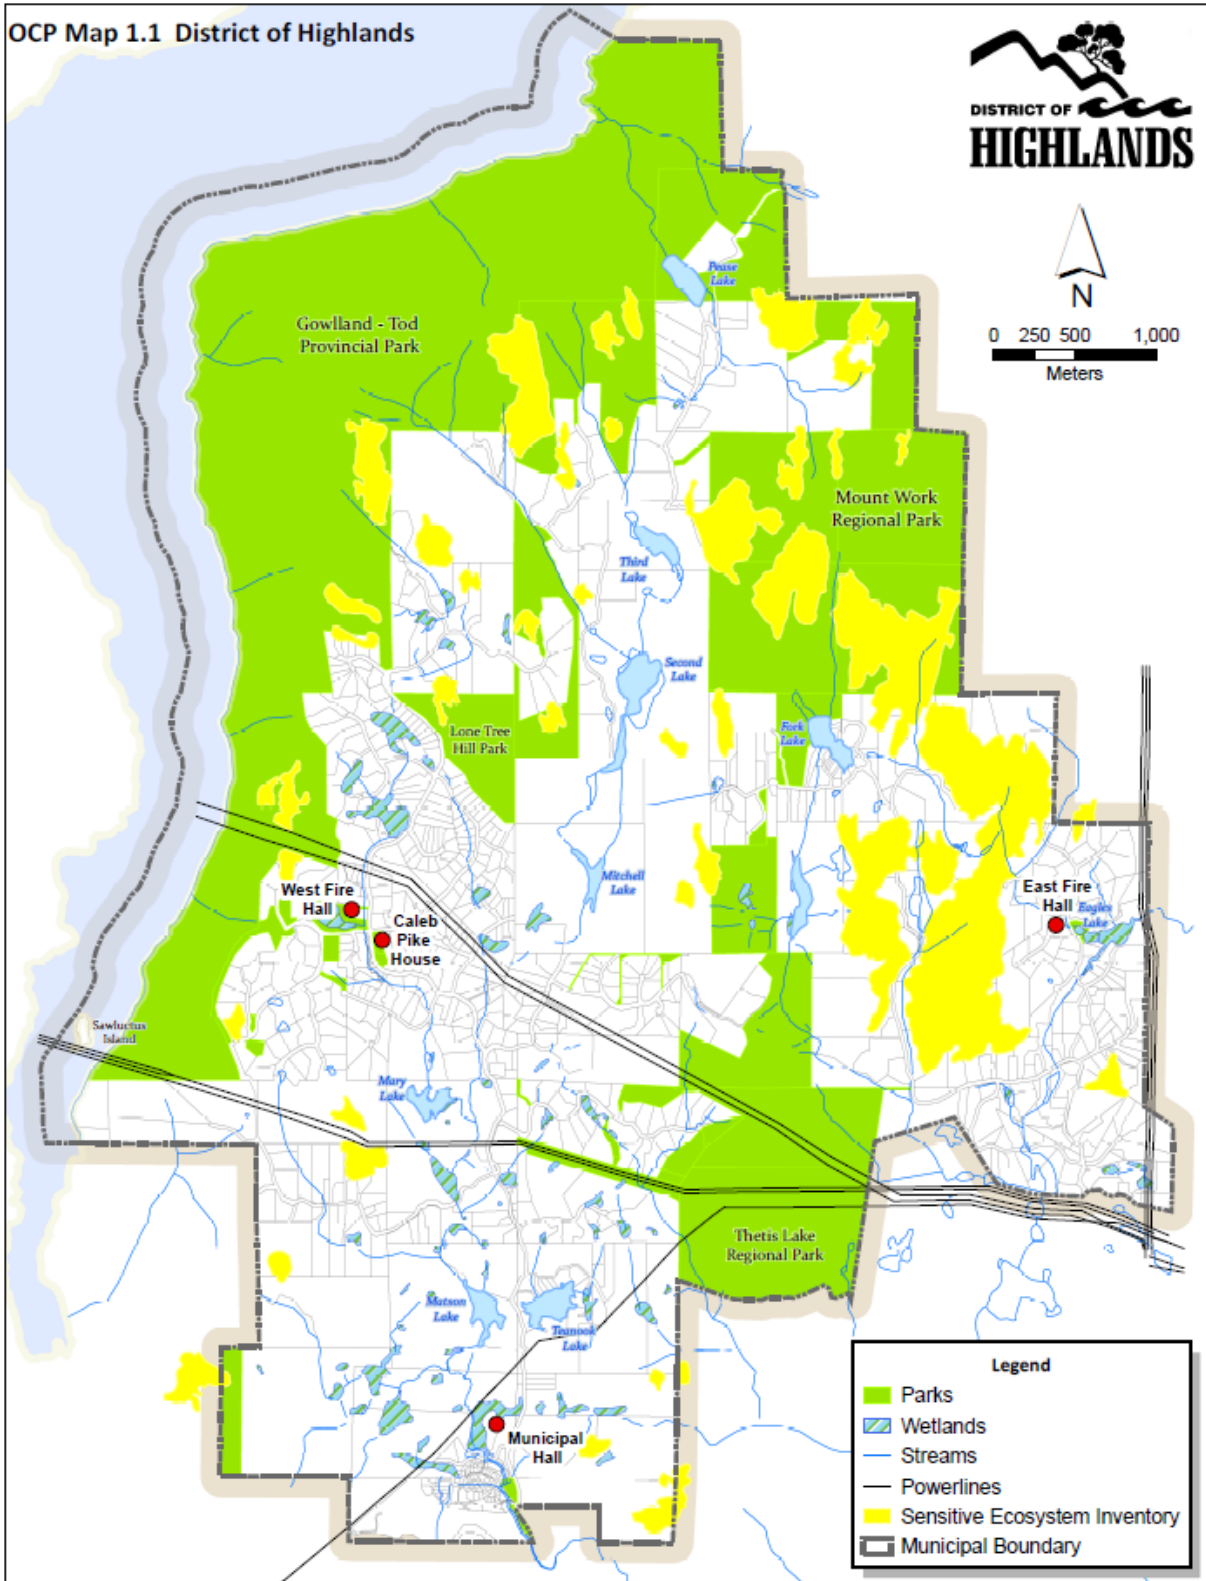 OCP Map 1.1 District of Highlands
DISTRICT OF
HIGHLANDS
N
0 250 500 1,000
Meters
Pease
Lake
Gowlland - Tod
Provincial Park
Mount Work
Regional Park
Third
Lake
Second
Lake
Lone Tree
Hill Park
Fork
Lake
Mitchell
Lake
West Fire
Hall
Caleb
Pike
House
East Fire
Hall
Eagles
Lake
Sawluctus
Island
Mary
Lake
Thetis Lake
Regional Park
Matson
Lake
Teanook
Lake
Municipal
Hall
Legend
Parks
Wetlands
Streams
Powerlines
Sensitive Ecosystem Inventory
Municipal Boundary